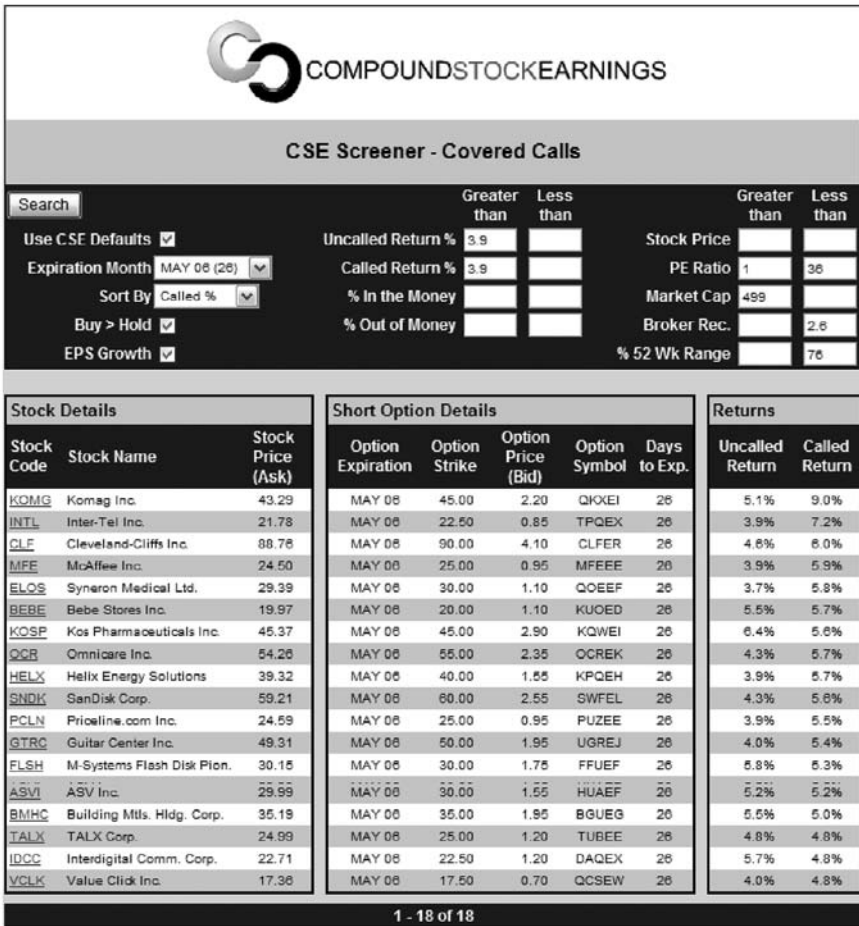 COMPOUNDSTOCKEARNINGS
CSE Screener - Covered Calls
Search
Greater than Less than
Greater than Less than
Use CSE Defaults Uncalled Return % 3.9 Stock Price
Expiration Month MAY 06 (26) Called Return % 3.9 PE Ratio 1 36
Sort By Called % % In the Money Market Cap 499
Buy > Hold % Out of Money Broker Rec. 2.6
EPS Growth % 52 Wk Range 76
Stock Details Short Option Details Returns
Stock Code Stock Name Stock Price (Ask) Option Expiration Option Strike Option Price (Bid) Option Symbol Days to Exp. Uncalled Return Called Return
KOMG Komag Inc. 43.29 MAY 06 45.00 2.20 QKXEI 26 5.1% 9.0%
INTL Inter-Tel Inc. 21.78 MAY 06 22.50 0.85 TPQEX 26 3.9% 7.2%
CLF Cleveland-Cliffs Inc. 88.76 MAY 06 90.00 4.10 CLFER 26 4.6% 6.0%
MFE McAffee Inc. 24.50 MAY 06 25.00 0.95 MFEEE 26 3.9% 5.9%
ELOS Syneron Medical Ltd. 29.39 MAY 06 30.00 1.10 QOEEF 26 3.7% 5.8%
BEBE Bebe Stores Inc. 19.97 MAY 06 20.00 1.10 KUOED 26 5.5% 5.7%
KOSP Kos Pharmaceuticals Inc. 45.37 MAY 06 45.00 2.90 KQWEI 26 6.4% 5.6%
OCR Omnicare Inc. 54.26 MAY 06 55.00 2.35 OCREK 26 4.3% 5.7%
HELX Helix Energy Solutions 39.32 MAY 06 40.00 1.55 KPQEH 26 3.9% 5.7%
SNDK SanDisk Corp. 59.21 MAY 06 60.00 2.55 SWFEL 26 4.3% 5.6%
PCLN Priceline.com Inc. 24.59 MAY 06 25.00 0.95 PUZEE 26 3.9% 5.5%
GTRC Guitar Center Inc. 49.31 MAY 06 50.00 1.95 UGREJ 26 4.0% 5.4%
FLSH M-Systems Flash Disk Pion. 30.15 MAY 06 30.00 1.75 FFUEF 26 5.8% 5.3%
ASVI ASV Inc. 29.99 MAY 06 30.00 1.55 HUAEF 26 5.2% 5.2%
BMHC Building Mtls. Hldg. Corp. 35.19 MAY 06 35.00 1.95 BGUEG 26 5.5% 5.0%
TALX TALX Corp. 24.99 MAY 06 25.00 1.20 TUBEE 26 4.8% 4.8%
IDCC Interdigital Comm. Corp. 22.71 MAY 06 22.50 1.20 DAQEX 26 5.7% 4.8%
VCLK Value Click Inc. 17.36 MAY 06 17.50 0.70 QCSEW 26 4.0% 4.8%
1 - 18 of 18